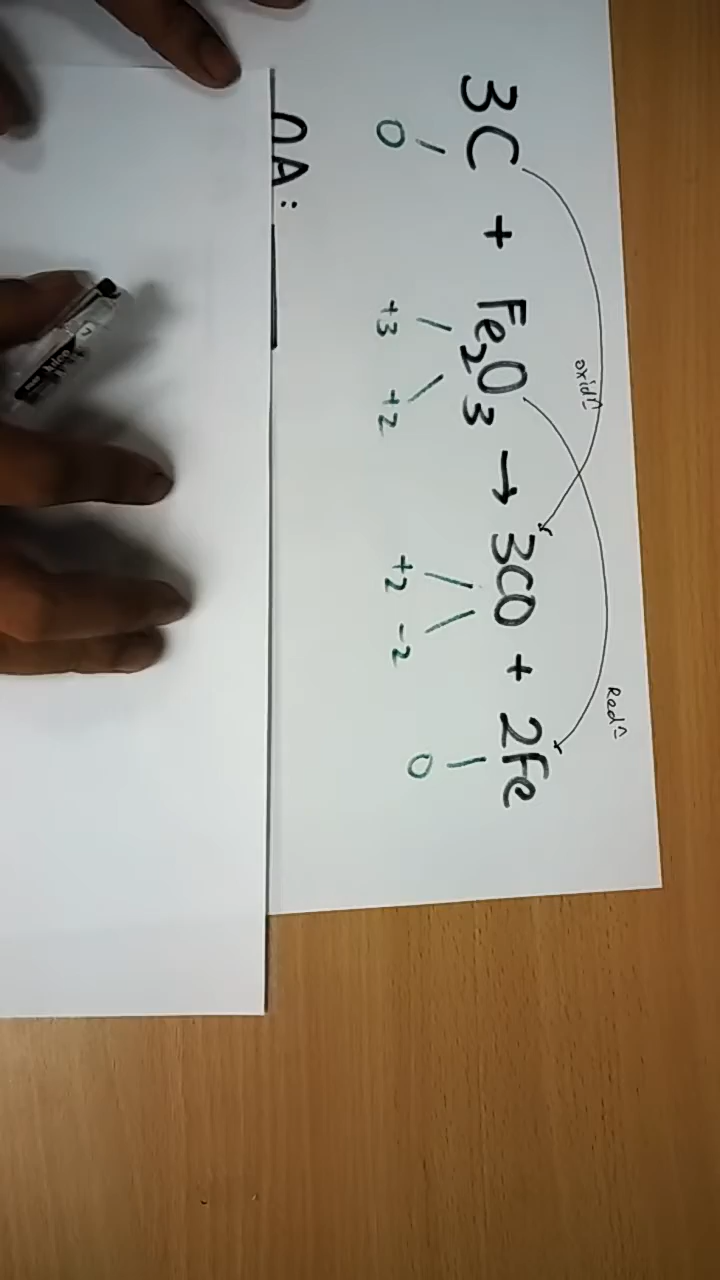 oxidⁿ Redⁿ
3C + Fe₂O₃ → 3CO + 2Fe
0 +3 +2 +2 -2 0
OA: